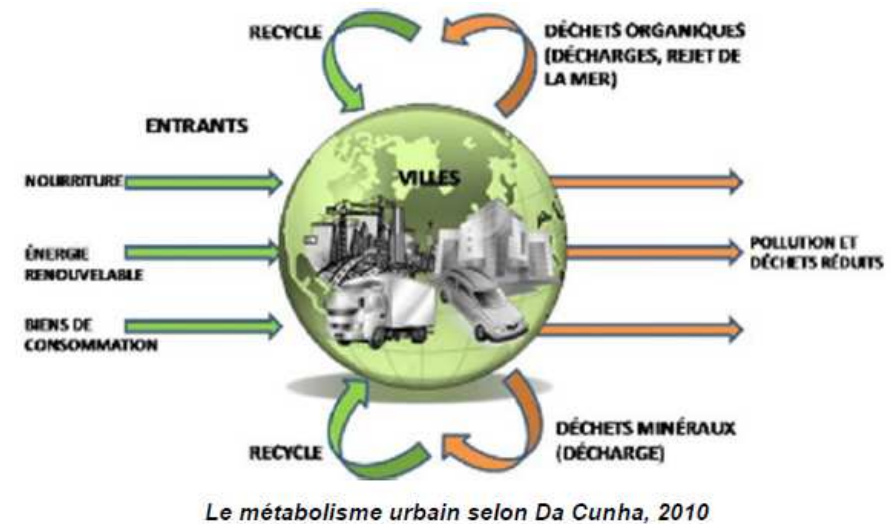 RECYCLE
DÉCHETS ORGANIQUES
(DÉCHARGES, REJET DE
LA MER)
ENTRANTS
VILLES
NOURRITURE
ÉNERGIE
RENOUVELABLE
POLLUTION ET
DÉCHETS RÉDUITS
BIENS DE
CONSOMMATION
RECYCLE
DÉCHETS MINÉRAUX
(DÉCHARGE)
Le métabolisme urbain selon Da Cunha, 2010